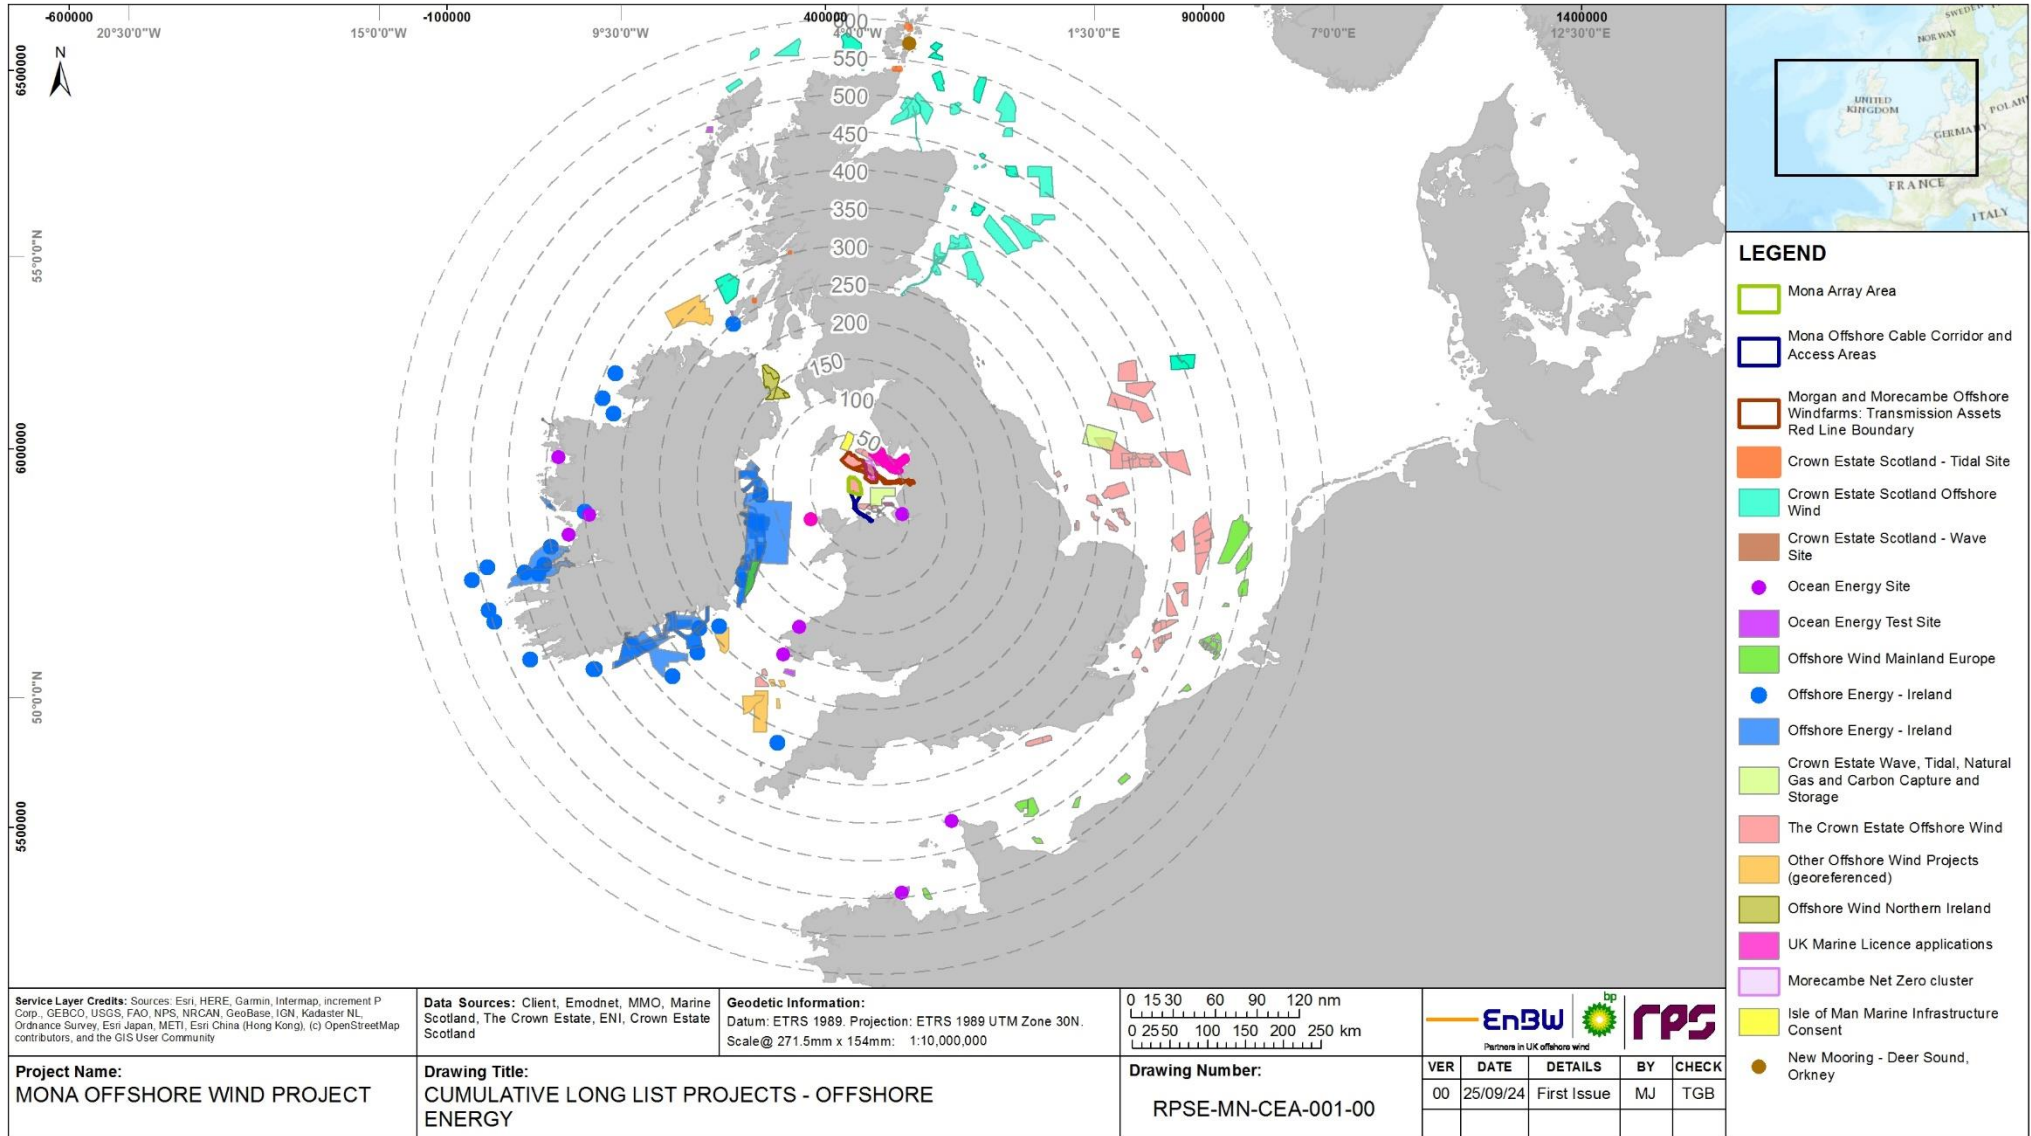 -600000
-100000
400000
900000
1400000
20°30'0"W
15°0'0"W
9°30'0"W
4°0'0"W
1°30'0"E
7°0'0"E
12°30'0"E
N
6500000
55°0'0"N
6000000
50°0'0"N
5500000
600
550
500
450
400
350
300
250
200
150
100
50
SWEDEN
NORWAY
UNITED
KINGDOM
POLAN
GERMANY
FRANCE
ITALY
LEGEND
Mona Array Area
Mona Offshore Cable Corridor and
Access Areas
Morgan and Morecambe Offshore
Windfarms: Transmission Assets
Red Line Boundary
Crown Estate Scotland - Tidal Site
Crown Estate Scotland Offshore
Wind
Crown Estate Scotland - Wave
Site
Ocean Energy Site
Ocean Energy Test Site
Offshore Wind Mainland Europe
Offshore Energy - Ireland
Offshore Energy - Ireland
Crown Estate Wave, Tidal, Natural
Gas and Carbon Capture and
Storage
The Crown Estate Offshore Wind
Other Offshore Wind Projects
(georeferenced)
Offshore Wind Northern Ireland
UK Marine Licence applications
Morecambe Net Zero cluster
Isle of Man Marine Infrastructure
Consent
New Mooring - Deer Sound,
Orkney
Service Layer Credits: Sources: Esri, HERE, Garmin, Intermap, increment P
Corp., GEBCO, USGS, FAO, NPS, NRCAN, GeoBase, IGN, Kadaster NL,
Ordnance Survey, Esri Japan, METI, Esri China (Hong Kong), (c) OpenStreetMap
contributors, and the GIS User Community
Data Sources: Client, Emodnet, MMO, Marine
Scotland, The Crown Estate, ENI, Crown Estate
Scotland
Geodetic Information:
Datum: ETRS 1989. Projection: ETRS 1989 UTM Zone 30N.
Scale@ 271.5mm x 154mm: 1:10,000,000
0 15 30 60 90 120 nm
0 25 50 100 150 200 250 km
EnBW
bp
rps
Partners in UK offshore wind
Project Name:
MONA OFFSHORE WIND PROJECT
Drawing Title:
CUMULATIVE LONG LIST PROJECTS - OFFSHORE
ENERGY
Drawing Number:
RPSE-MN-CEA-001-00
VER DATE DETAILS BY CHECK
00 25/09/24 First Issue MJ TGB